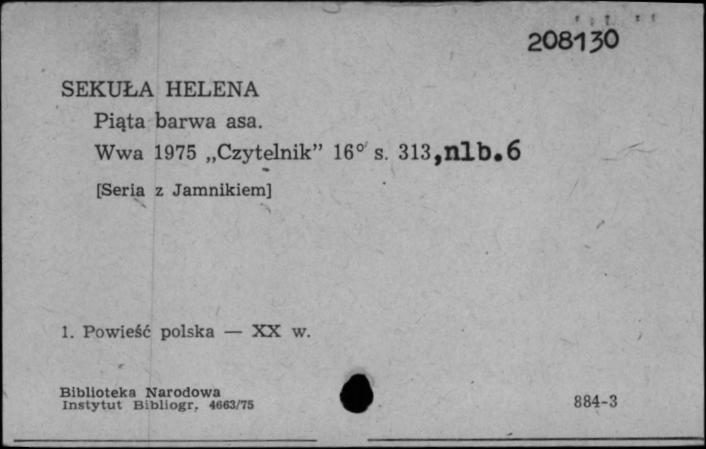 208130
SEKUŁA HELENA
Piąta barwa asa.
Wwa 1975 „Czytelnik” 16° s. 313,nlb.6
[Seria z Jamnikiem]
1. Powieść polska — XX w.
Biblioteka Narodowa
Instytut Bibliogr. 4663/75
884-3